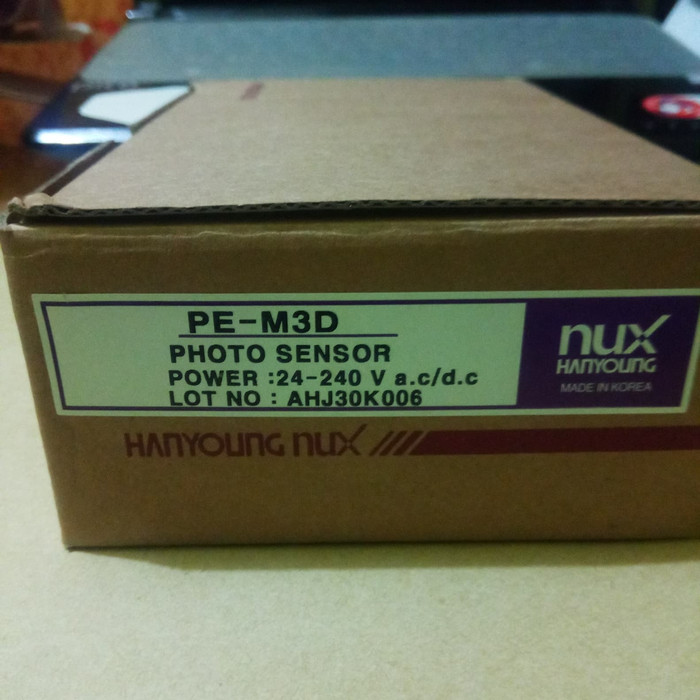 PE-M3D
PHOTO SENSOR
POWER :24-240 V a.c/d.c
LOT NO : AHJ30K006
nux
HANYOUNG
MADE IN KOREA
HANYOUNG nux